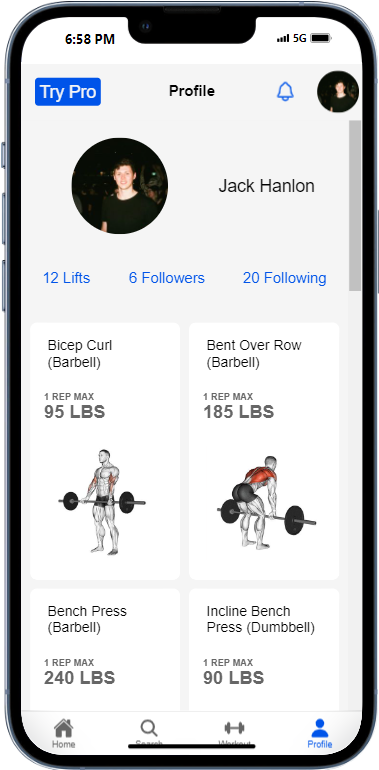 6:58 PM 5G
Try Pro Profile
Jack Hanlon
12 Lifts 6 Followers 20 Following
Bicep Curl
(Barbell)
1 REP MAX
95 LBS
Bent Over Row
(Barbell)
1 REP MAX
185 LBS
Bench Press
(Barbell)
1 REP MAX
240 LBS
Incline Bench
Press (Dumbbell)
1 REP MAX
90 LBS
Home Search Workout Profile